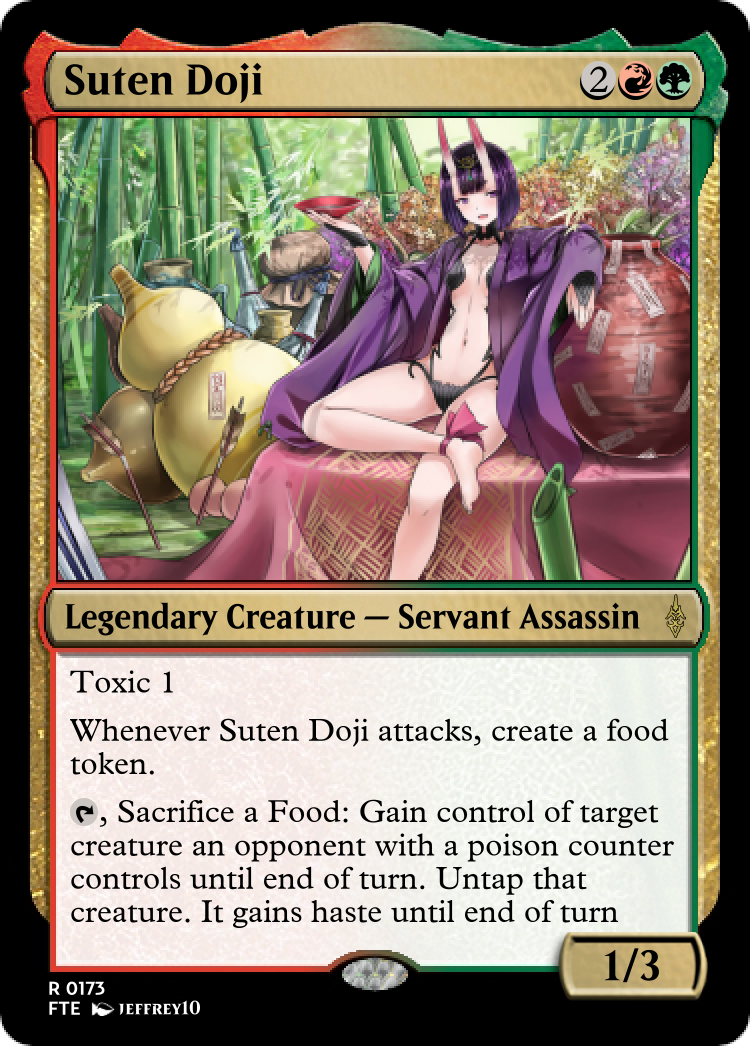 Suten Doji 2
Legendary Creature — Servant Assassin
Toxic 1
Whenever Suten Doji attacks, create a food
token.
, Sacrifice a Food: Gain control of target
creature an opponent with a poison counter
controls until end of turn. Untap that
creature. It gains haste until end of turn
1/3
R 0173
FTE JEFFREY10